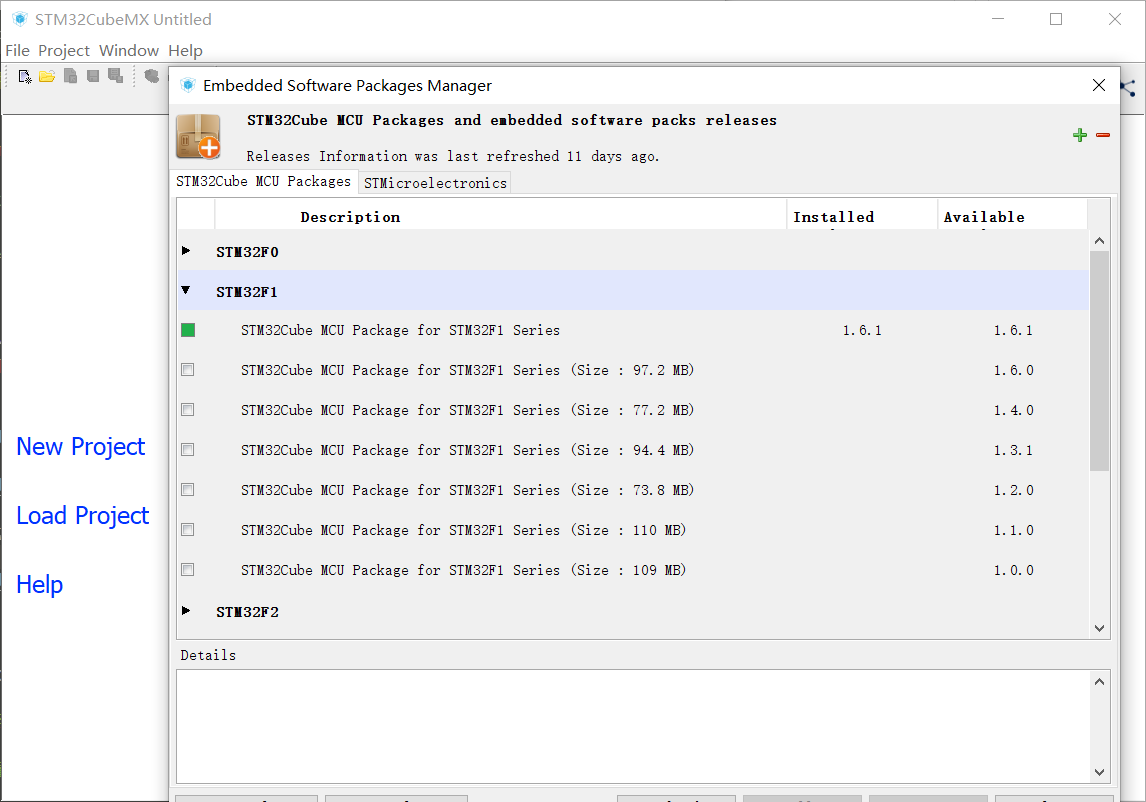 STM32CubeMX Untitled
File Project Window Help
Embedded Software Packages Manager
STM32Cube MCU Packages and embedded software packs releases
Releases Information was last refreshed 11 days ago.
STM32Cube MCU Packages STMicroelectronics
Description Installed Available
STM32F0
STM32F1
STM32Cube MCU Package for STM32F1 Series 1.6.1 1.6.1
STM32Cube MCU Package for STM32F1 Series (Size : 97.2 MB) 1.6.0
STM32Cube MCU Package for STM32F1 Series (Size : 77.2 MB) 1.4.0
STM32Cube MCU Package for STM32F1 Series (Size : 94.4 MB) 1.3.1
STM32Cube MCU Package for STM32F1 Series (Size : 73.8 MB) 1.2.0
STM32Cube MCU Package for STM32F1 Series (Size : 110 MB) 1.1.0
STM32Cube MCU Package for STM32F1 Series (Size : 109 MB) 1.0.0
STM32F2
New Project
Load Project
Help
Details